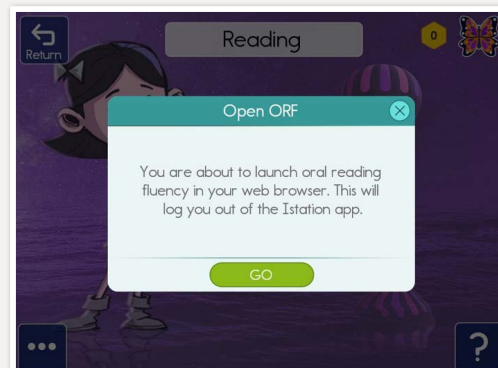 Return
Reading
0
Open ORF
You are about to launch oral reading
fluency in your web browser. This will
log you out of the Istation app.
GO
?